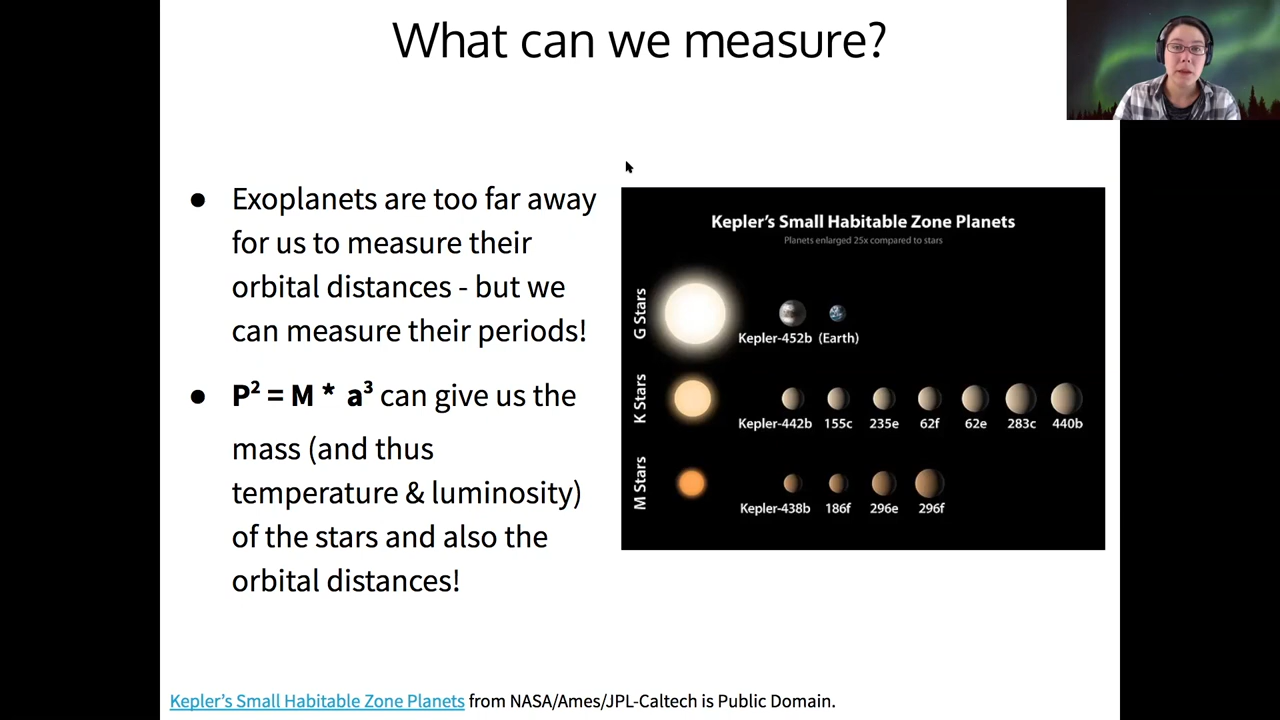 What can we measure?
● Exoplanets are too far away
for us to measure their
orbital distances - but we
can measure their periods!
● P² = M * a³ can give us the
mass (and thus
temperature & luminosity)
of the stars and also the
orbital distances!
Kepler's Small Habitable Zone Planets
Planets enlarged 25x compared to stars
G Stars
Kepler-452b (Earth)
K Stars
Kepler-442b 155c 235e 62f 62e 283c 440b
M Stars
Kepler-438b 186f 296e 296f
Kepler's Small Habitable Zone Planets from NASA/Ames/JPL-Caltech is Public Domain.